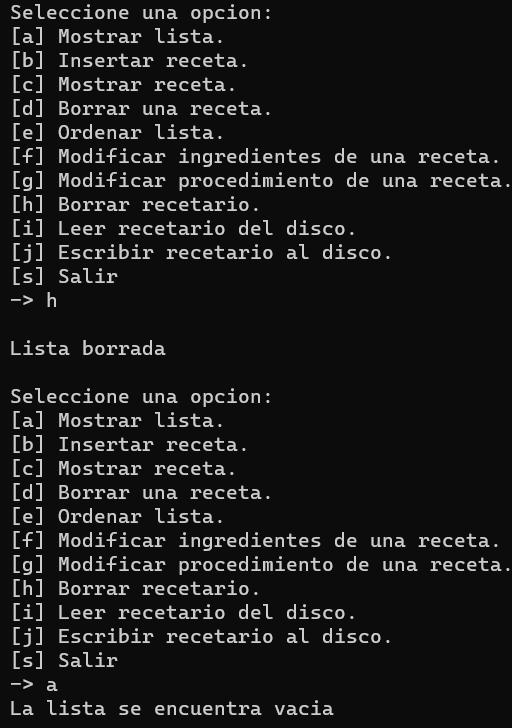 Seleccione una opcion:
[a] Mostrar lista.
[b] Insertar receta.
[c] Mostrar receta.
[d] Borrar una receta.
[e] Ordenar lista.
[f] Modificar ingredientes de una receta.
[g] Modificar procedimiento de una receta.
[h] Borrar recetario.
[i] Leer recetario del disco.
[j] Escribir recetario al disco.
[s] Salir
-> h
Lista borrada
Seleccione una opcion:
[a] Mostrar lista.
[b] Insertar receta.
[c] Mostrar receta.
[d] Borrar una receta.
[e] Ordenar lista.
[f] Modificar ingredientes de una receta.
[g] Modificar procedimiento de una receta.
[h] Borrar recetario.
[i] Leer recetario del disco.
[j] Escribir recetario al disco.
[s] Salir
-> a
La lista se encuentra vacia